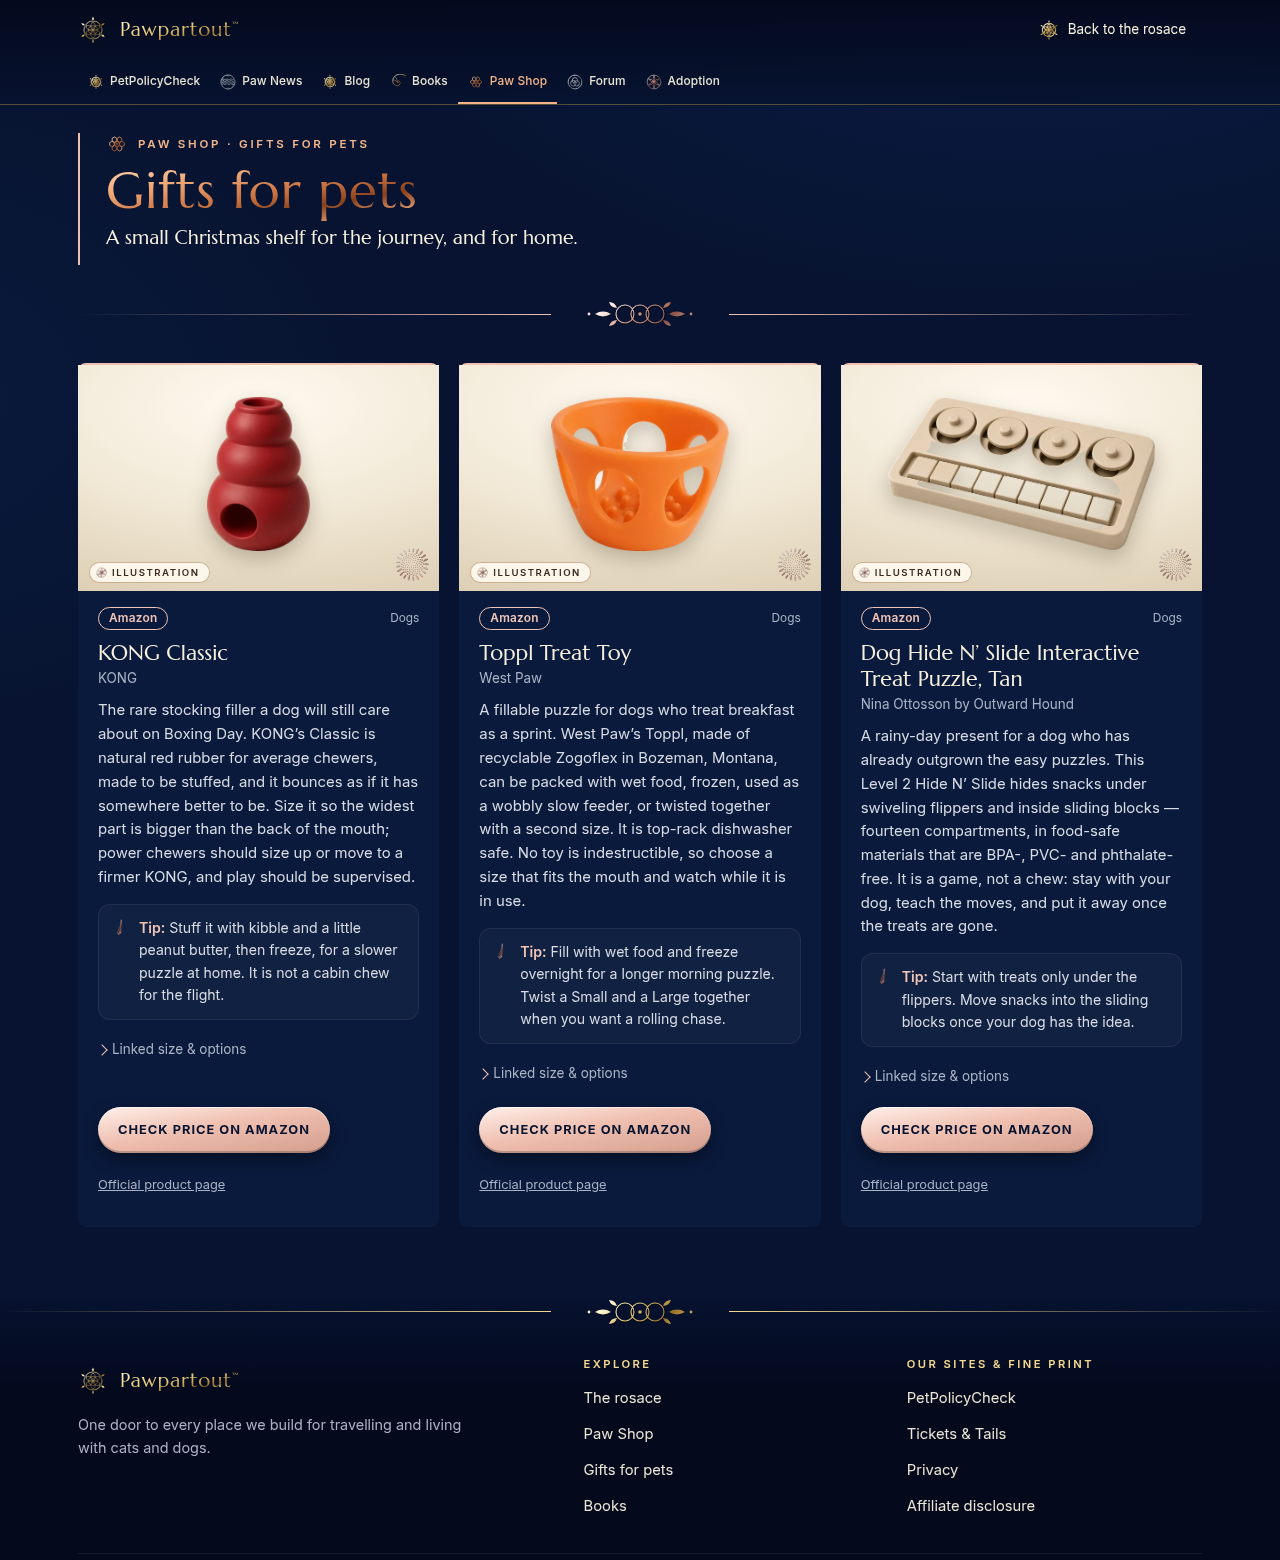 Pawpartout™
Back to the rosace
PetPolicyCheck
Paw News
Blog
Books
Paw Shop
Forum
Adoption
PAW SHOP · GIFTS FOR PETS
Gifts for pets
A small Christmas shelf for the journey, and for home.
ILLUSTRATION
Amazon
Dogs
KONG Classic
KONG
The rare stocking filler a dog will still care
about on Boxing Day. KONG’s Classic is
natural red rubber for average chewers,
made to be stuffed, and it bounces as if it has
somewhere better to be. Size it so the widest
part is bigger than the back of the mouth;
power chewers should size up or move to a
firmer KONG, and play should be supervised.
Tip: Stuff it with kibble and a little
peanut butter, then freeze, for a slower
puzzle at home. It is not a cabin chew
for the flight.
Linked size & options
CHECK PRICE ON AMAZON
Official product page
ILLUSTRATION
Amazon
Dogs
Toppl Treat Toy
West Paw
A fillable puzzle for dogs who treat breakfast
as a sprint. West Paw’s Toppl, made of
recyclable Zogoflex in Bozeman, Montana,
can be packed with wet food, frozen, used as
a wobbly slow feeder, or twisted together
with a second size. It is top-rack dishwasher
safe. No toy is indestructible, so choose a
size that fits the mouth and watch while it is
in use.
Tip: Fill with wet food and freeze
overnight for a longer morning puzzle.
Twist a Small and a Large together
when you want a rolling chase.
Linked size & options
CHECK PRICE ON AMAZON
Official product page
ILLUSTRATION
Amazon
Dogs
Dog Hide N’ Slide Interactive
Treat Puzzle, Tan
Nina Ottosson by Outward Hound
A rainy-day present for a dog who has
already outgrown the easy puzzles. This
Level 2 Hide N’ Slide hides snacks under
swiveling flippers and inside sliding blocks —
fourteen compartments, in food-safe
materials that are BPA-, PVC- and phthalate-
free. It is a game, not a chew: stay with your
dog, teach the moves, and put it away once
the treats are gone.
Tip: Start with treats only under the
flippers. Move snacks into the sliding
blocks once your dog has the idea.
Linked size & options
CHECK PRICE ON AMAZON
Official product page
Pawpartout™
One door to every place we build for travelling and living
with cats and dogs.
EXPLORE
The rosace
Paw Shop
Gifts for pets
Books
OUR SITES & FINE PRINT
PetPolicyCheck
Tickets & Tails
Privacy
Affiliate disclosure